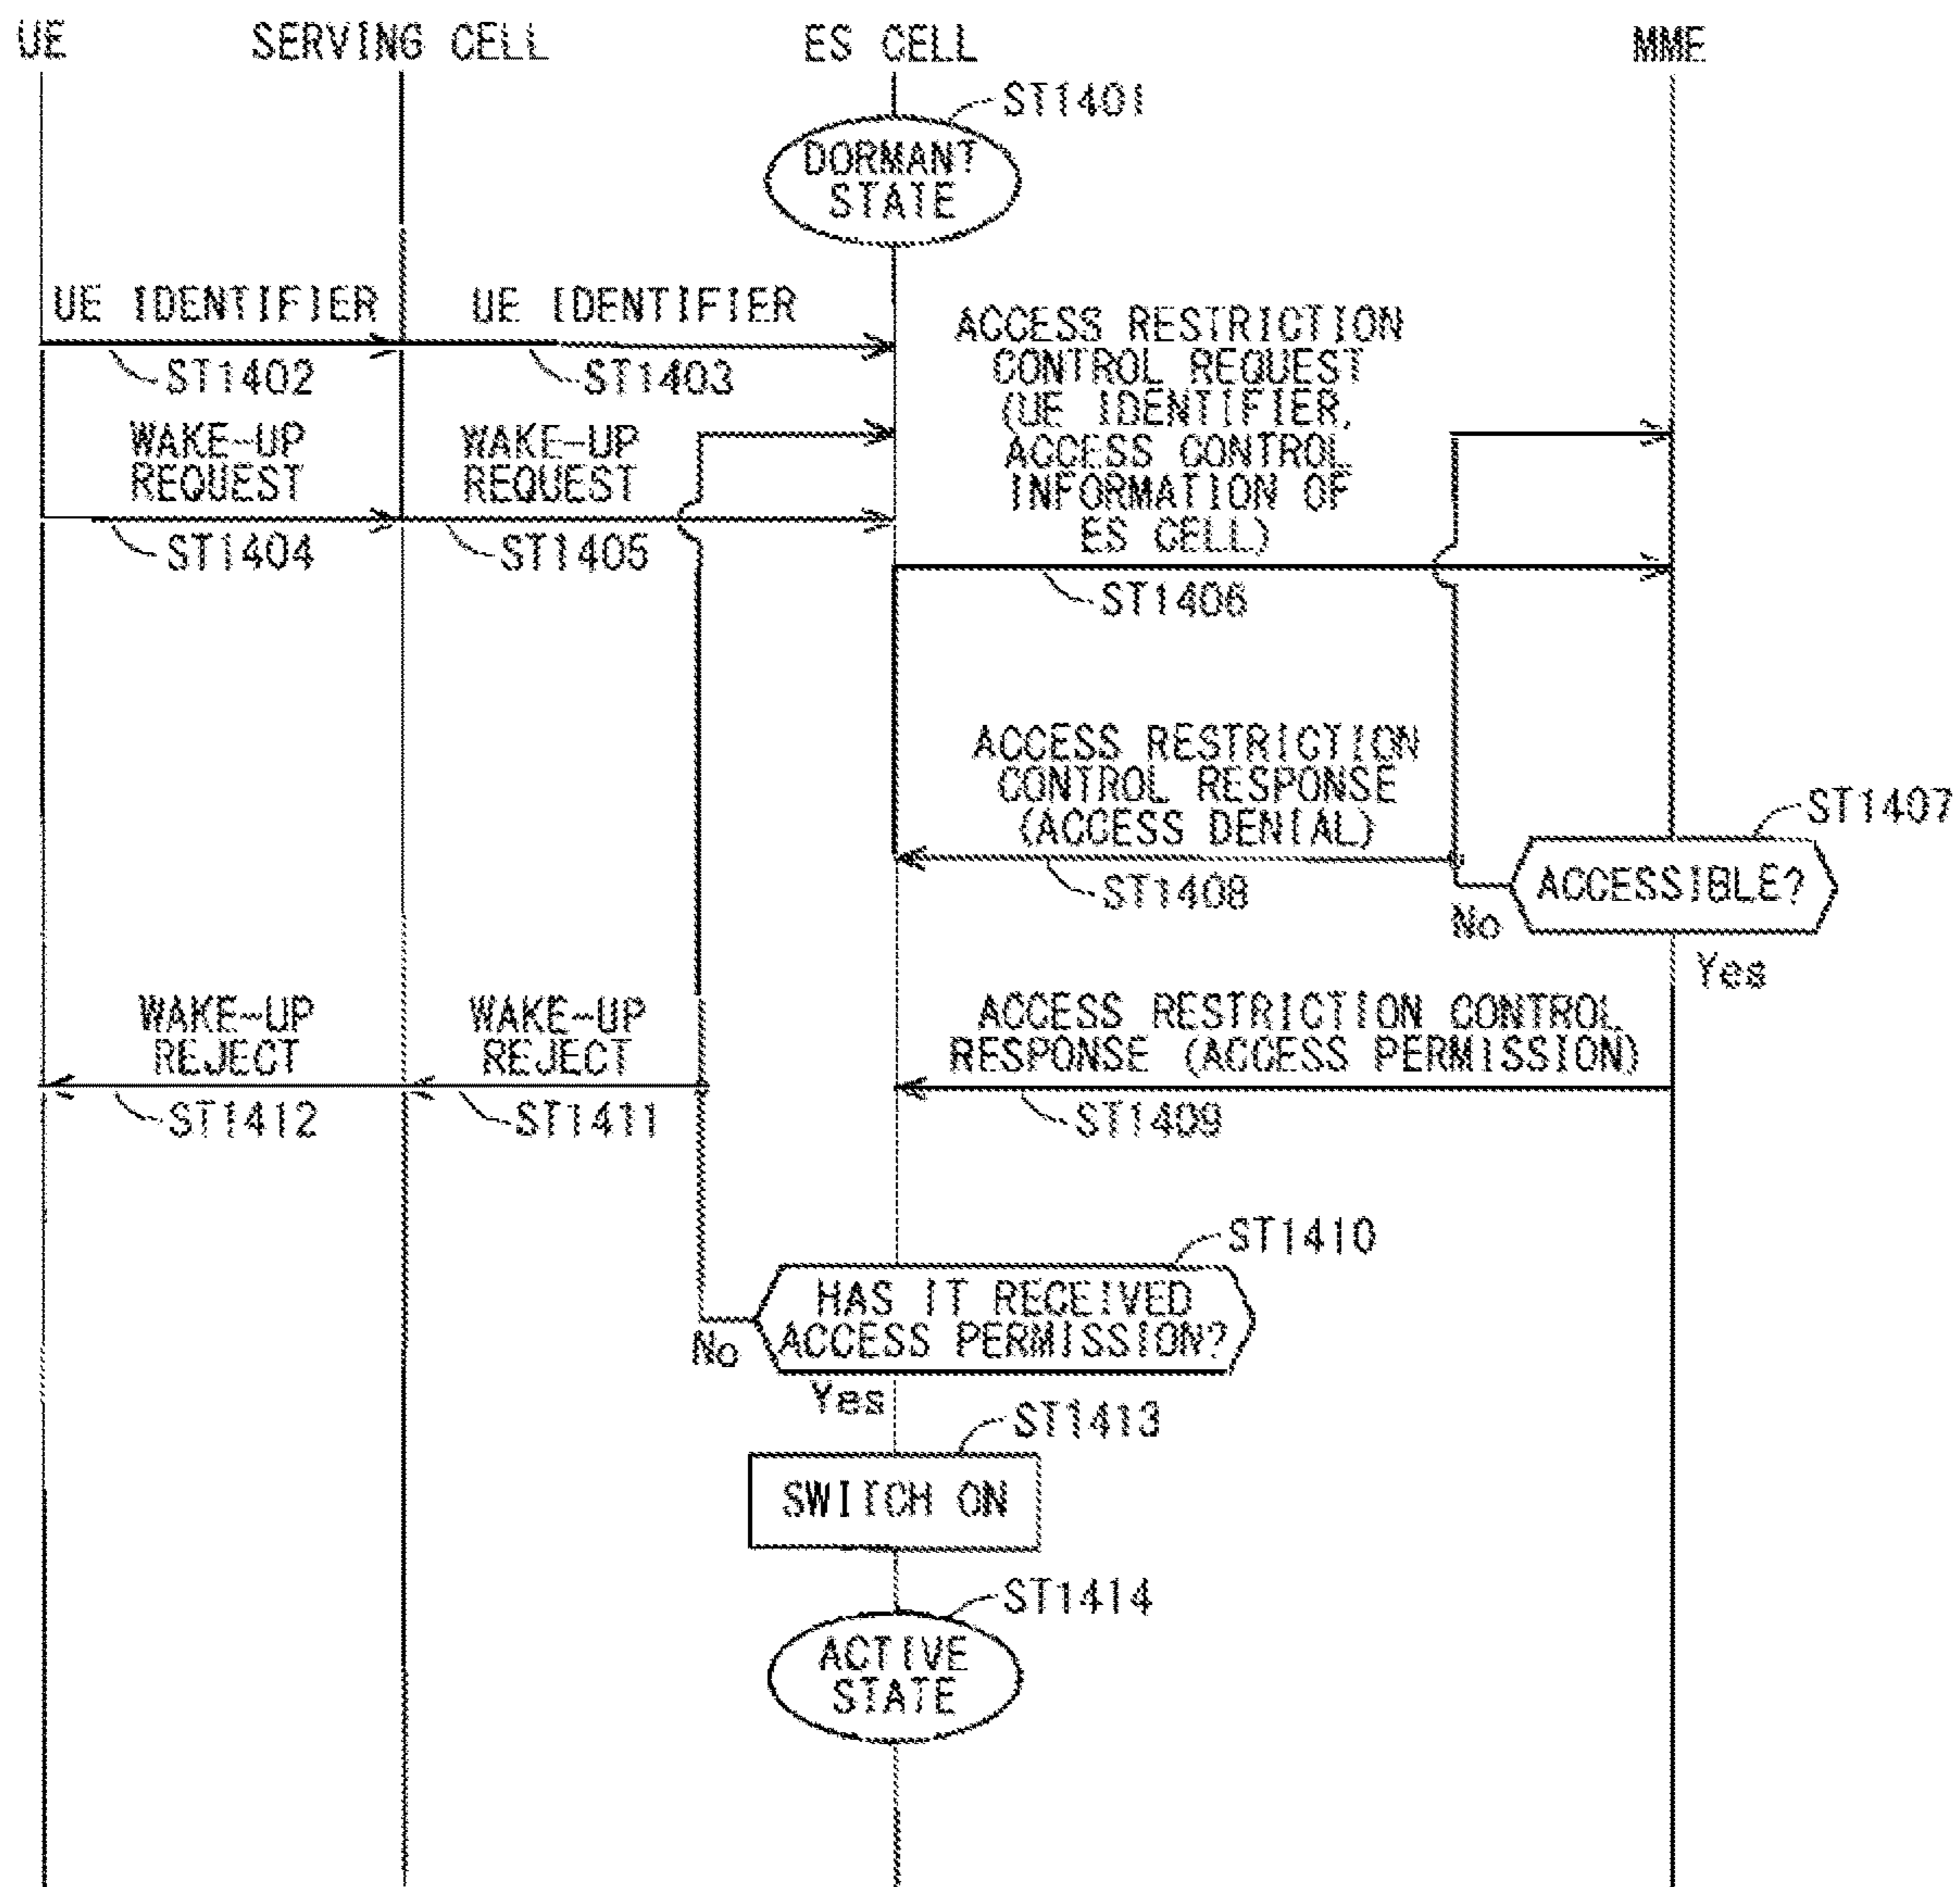 UE
SERVING CELL
ES CELL
MME
ST1401
DORMANT
STATE
UE IDENTIFIER
UE IDENTIFIER
ST1402
ST1403
ACCESS RESTRICTION
CONTROL REQUEST
(UE IDENTIFIER,
ACCESS CONTROL
INFORMATION OF
ES CELL)
WAKE-UP
REQUEST
WAKE-UP
REQUEST
ST1404
ST1405
ST1406
ACCESS RESTRICTION
CONTROL RESPONSE
(ACCESS DENIAL)
ST1407
ACCESSIBLE?
ST1408
No
Yes
WAKE-UP
REJECT
WAKE-UP
REJECT
ACCESS RESTRICTION CONTROL
RESPONSE (ACCESS PERMISSION)
ST1412
ST1411
ST1409
ST1410
HAS IT RECEIVED
ACCESS PERMISSION?
No
Yes
ST1413
SWITCH ON
ST1414
ACTIVE
STATE